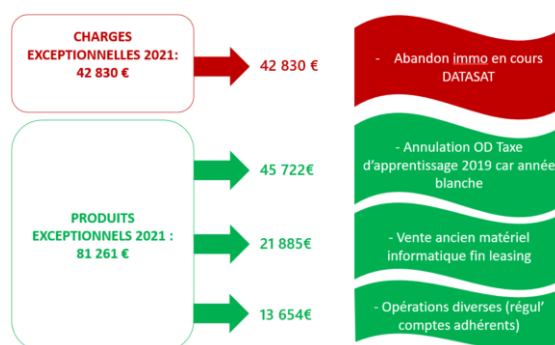 CHARGES
EXCEPTIONNELLES 2021:
42 830 €
42 830 €
- Abandon immo en cours
DATASAT
PRODUITS
EXCEPTIONNELS 2021 :
81 261 €
45 722€
- Annulation OD Taxe
d'apprentissage 2019 car année
blanche
21 885€
- Vente ancien matériel
informatique fin leasing
13 654€
- Opérations diverses (régul'
comptes adhérents)